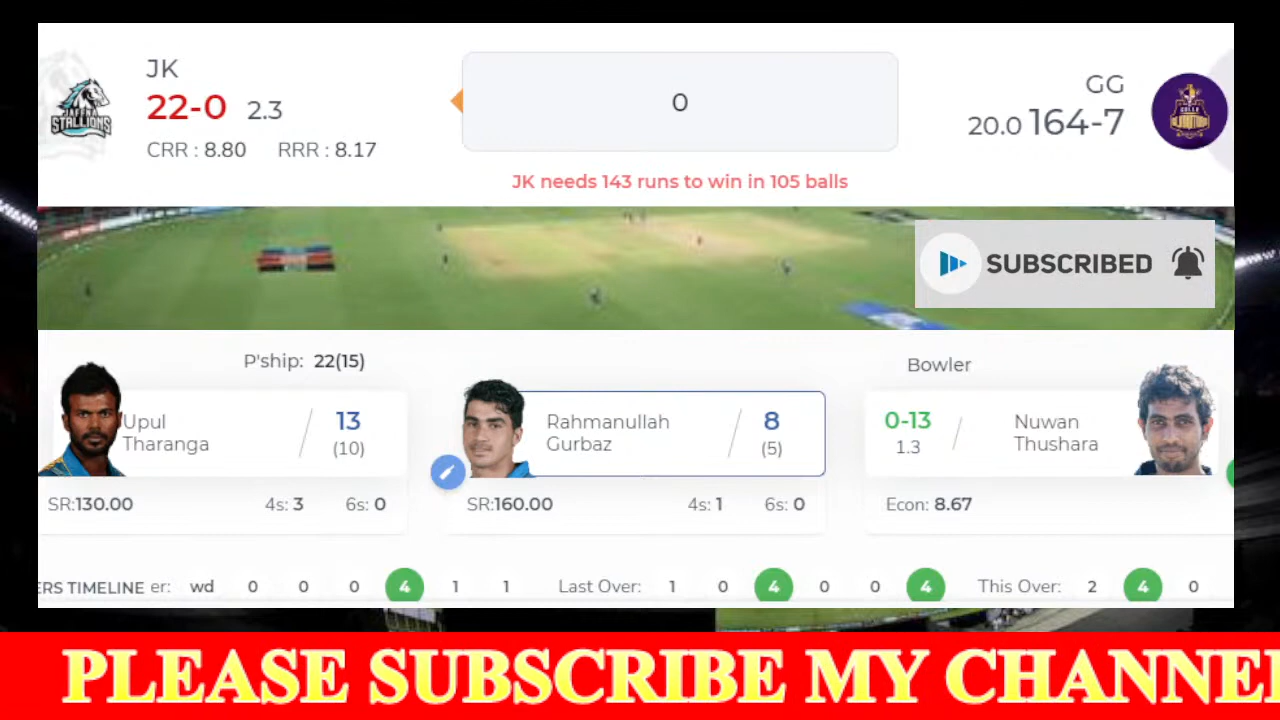 JK
22-0 2.3
CRR : 8.80 RRR : 8.17
JAFFNA
STALLIONS
0
JK needs 143 runs to win in 105 balls
GG
20.0 164-7
SUBSCRIBED
P'ship: 22(15)
Upul
Tharanga
13
(10)
SR:130.00 4s: 3 6s: 0
Rahmanullah
Gurbaz
8
(5)
SR:160.00 4s: 1 6s: 0
Bowler
0-13
1.3
Nuwan
Thushara
Econ: 8.67
ERS TIMELINE er: wd 0 0 0 4 1 1 Last Over: 1 0 4 0 0 4 This Over: 2 4 0
PLEASE SUBSCRIBE MY CHANNEL